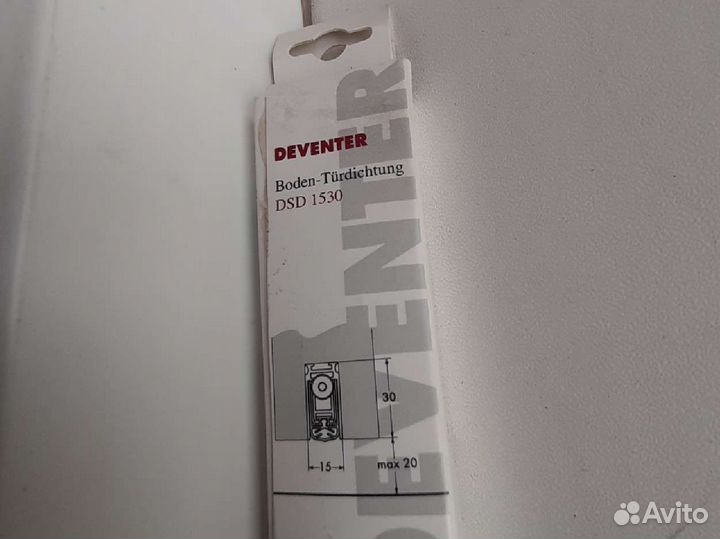 DEVENTER
Boden-Türdichtung
DSD 1530
DEVENTER
30
15
max 20
Avito